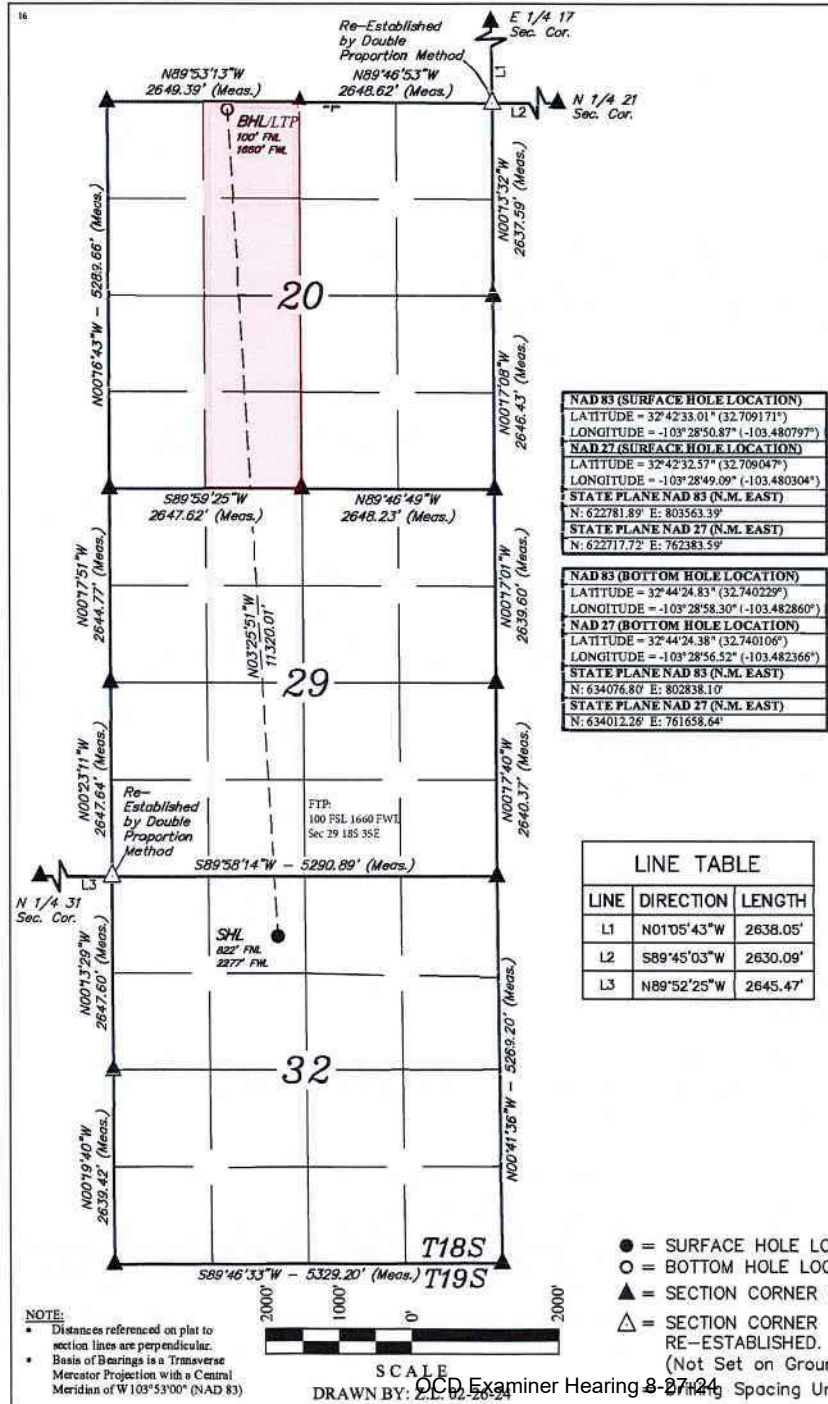 16
Re-Established
by Double
Proportion
Method
E 1/4 17
Sec. Cor.
L1
N89°53'13"W
2649.39' (Meas.)
N89°46'53"W
2648.62' (Meas.)
L2
N 1/4 21
Sec. Cor.
BHL/LTP
100' FNL
1660' FWL
N00°13'32"W
2637.59' (Meas.)
N00°16'43"W – 5289.66' (Meas.)
20
N00°17'08"W
2646.43' (Meas.)
S89°59'25"W
2647.62' (Meas.)
N89°46'49"W
2648.23' (Meas.)
N00°17'51"W
2644.77' (Meas.)
N03°25'51"W
11320.01'
N00°17'01"W
2639.60' (Meas.)
29
N00°23'11"W
2647.64' (Meas.)
N00°17'40"W
2640.37' (Meas.)
Re-
Established
by Double
Proportion
Method
FTP:
100 FSL 1660 FWL
Sec 29 18S 35E
L3
S89°58'14"W – 5290.89' (Meas.)
N 1/4 31
Sec. Cor.
SHL
822' FNL
2277' FWL
N00°13'29"W
2647.60' (Meas.)
32
N00°41'36"W – 5269.20' (Meas.)
N00°19'40"W
2639.42' (Meas.)
T18S
S89°46'33"W – 5329.20' (Meas.)
T19S
NAD 83 (SURFACE HOLE LOCATION)
LATITUDE = 32°42'33.01" (32.709171°)
LONGITUDE = -103°28'50.87" (-103.480797°)
NAD 27 (SURFACE HOLE LOCATION)
LATITUDE = 32°42'32.57" (32.709047°)
LONGITUDE = -103°28'49.09" (-103.480304°)
STATE PLANE NAD 83 (N.M. EAST)
N: 622781.89' E: 803563.39'
STATE PLANE NAD 27 (N.M. EAST)
N: 622717.72' E: 762383.59'
NAD 83 (BOTTOM HOLE LOCATION)
LATITUDE = 32°44'24.83" (32.740229°)
LONGITUDE = -103°28'58.30" (-103.482860°)
NAD 27 (BOTTOM HOLE LOCATION)
LATITUDE = 32°44'24.38" (32.740106°)
LONGITUDE = -103°28'56.52" (-103.482366°)
STATE PLANE NAD 83 (N.M. EAST)
N: 634076.80' E: 802838.10'
STATE PLANE NAD 27 (N.M. EAST)
N: 634012.26' E: 761658.64'
LINE TABLE
LINE DIRECTION LENGTH
L1 N01°05'43"W 2638.05'
L2 S89°45'03"W 2630.09'
L3 N89°52'25"W 2645.47'
● = SURFACE HOLE LO
○ = BOTTOM HOLE LOC
▲ = SECTION CORNER
△ = SECTION CORNER
RE-ESTABLISHED.
(Not Set on Groun
= Drilling Spacing Un
NOTE:
• Distances referenced on plat to
section lines are perpendicular.
• Basis of Bearings is a Transverse
Mercator Projection with a Central
Meridian of W103°53'00" (NAD 83)
2000' 1000' 0' 2000'
SCALE
DRAWN BY: Z.L. 02-26-24
OCD Examiner Hearing 8-27-24